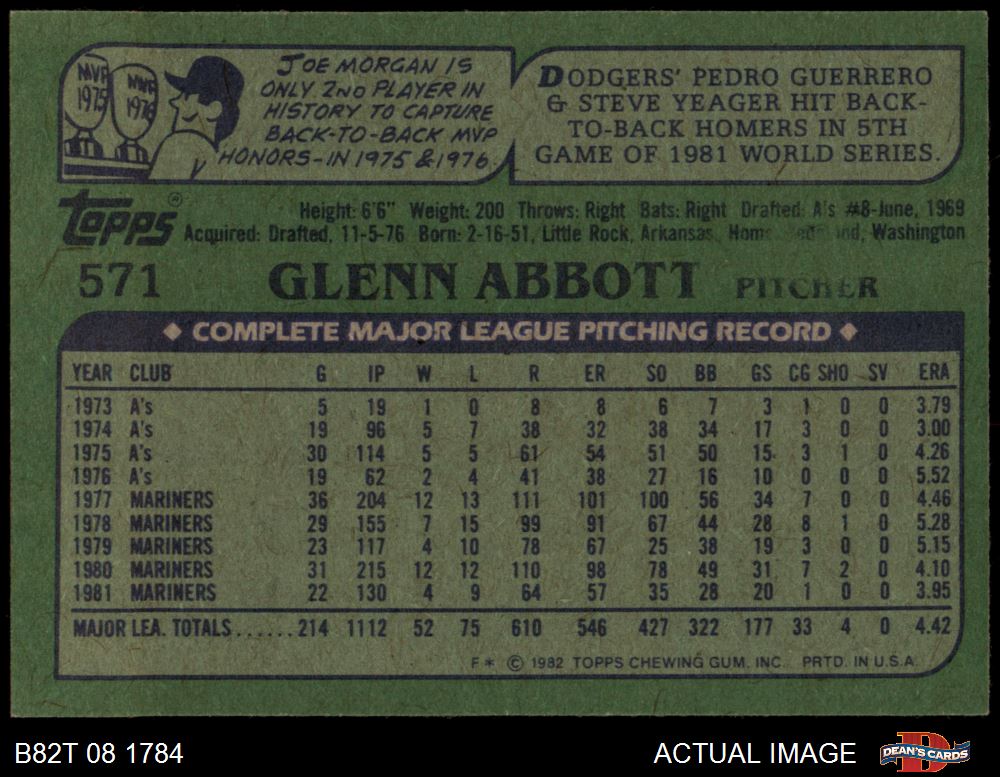 MVP 1975
MVP 1976
JOE MORGAN IS
ONLY 2ND PLAYER IN
HISTORY TO CAPTURE
BACK-TO-BACK MVP
HONORS-IN 1975 & 1976.
DODGERS' PEDRO GUERRERO
& STEVE YEAGER HIT BACK-
TO-BACK HOMERS IN 5TH
GAME OF 1981 WORLD SERIES.
Topps®
Height: 6'6" Weight: 200 Throws: Right Bats: Right Drafted: A's #8-June, 1969
Acquired: Drafted, 11-5-76 Born: 2-16-51, Little Rock, Arkansas Washington
571 GLENN ABBOTT PITCHER
◆ COMPLETE MAJOR LEAGUE PITCHING RECORD ◆
YEAR CLUB G IP W L R ER SO BB GS CG SHO SV ERA
1973 A's 5 19 1 0 8 8 6 7 3 1 0 0 3.79
1974 A's 19 96 5 7 38 32 38 34 17 3 0 0 3.00
1975 A's 30 114 5 5 61 54 51 50 15 3 1 0 4.26
1976 A's 19 62 2 4 41 38 27 16 10 0 0 0 5.52
1977 MARINERS 36 204 12 13 111 101 100 56 34 7 0 0 4.46
1978 MARINERS 29 155 7 15 99 91 67 44 28 8 1 0 5.28
1979 MARINERS 23 117 4 10 78 67 25 38 19 3 0 0 5.15
1980 MARINERS 31 215 12 12 110 98 78 49 31 7 2 0 4.10
1981 MARINERS 22 130 4 9 64 57 35 28 20 1 0 0 3.95
MAJOR LEA. TOTALS......214 1112 52 75 610 546 427 322 177 33 4 0 4.42
F* © 1982 TOPPS CHEWING GUM, INC. PRTD. IN U.S.A.
B82T 08 1784
ACTUAL IMAGE
D
DEAN'S CARDS